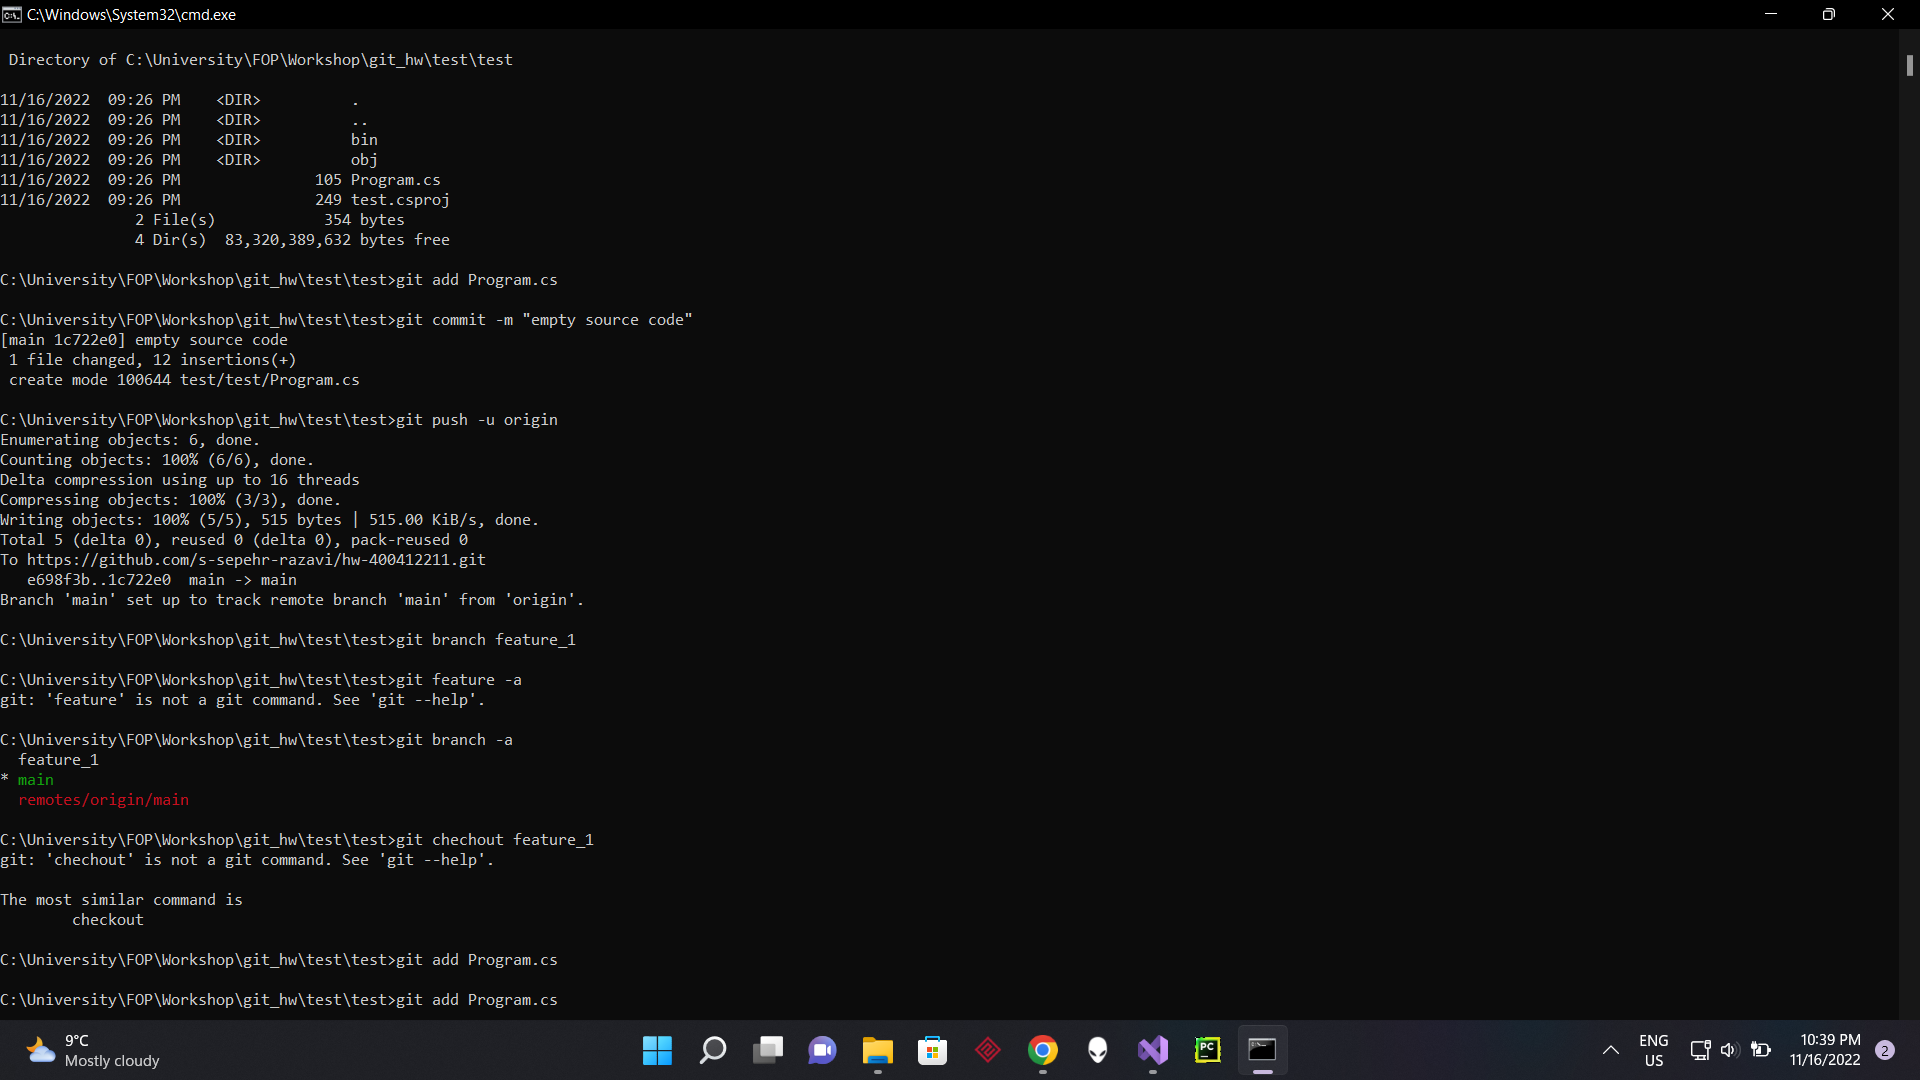 C:\Windows\System32\cmd.exe
Directory of C:\University\FOP\Workshop\git_hw\test\test
11/16/2022  09:26 PM    <DIR>          .
11/16/2022  09:26 PM    <DIR>          ..
11/16/2022  09:26 PM    <DIR>          bin
11/16/2022  09:26 PM    <DIR>          obj
11/16/2022  09:26 PM               105 Program.cs
11/16/2022  09:26 PM               249 test.csproj
2 File(s)            354 bytes
4 Dir(s)  83,320,389,632 bytes free
C:\University\FOP\Workshop\git_hw\test\test>git add Program.cs
C:\University\FOP\Workshop\git_hw\test\test>git commit -m "empty source code"
[main 1c722e0] empty source code
1 file changed, 12 insertions(+)
create mode 100644 test/test/Program.cs
C:\University\FOP\Workshop\git_hw\test\test>git push -u origin
Enumerating objects: 6, done.
Counting objects: 100% (6/6), done.
Delta compression using up to 16 threads
Compressing objects: 100% (3/3), done.
Writing objects: 100% (5/5), 515 bytes | 515.00 KiB/s, done.
Total 5 (delta 0), reused 0 (delta 0), pack-reused 0
To https://github.com/s-sepehr-razavi/hw-400412211.git
e698f3b..1c722e0  main -> main
Branch 'main' set up to track remote branch 'main' from 'origin'.
C:\University\FOP\Workshop\git_hw\test\test>git branch feature_1
C:\University\FOP\Workshop\git_hw\test\test>git feature -a
git: 'feature' is not a git command. See 'git --help'.
C:\University\FOP\Workshop\git_hw\test\test>git branch -a
feature_1
* main
remotes/origin/main
C:\University\FOP\Workshop\git_hw\test\test>git chechout feature_1
git: 'chechout' is not a git command. See 'git --help'.
The most similar command is
checkout
C:\University\FOP\Workshop\git_hw\test\test>git add Program.cs
C:\University\FOP\Workshop\git_hw\test\test>git add Program.cs
9°C
Mostly cloudy
PC
ENG
US
10:39 PM
11/16/2022
2